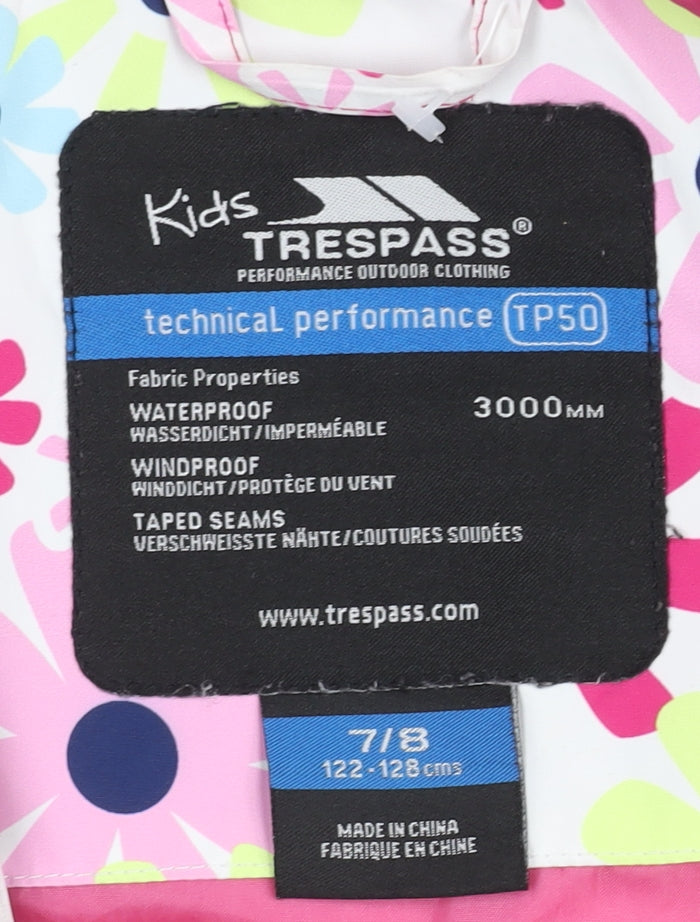 Kids
TRESPASS®
PERFORMANCE OUTDOOR CLOTHING
technical performance TP50
Fabric Properties
WATERPROOF 3000MM
WASSERDICHT/IMPERMÉABLE
WINDPROOF
WINDDICHT/PROTÈGE DU VENT
TAPED SEAMS
VERSCHWEISSTE NÄHTE/COUTURES SOUDÉES
www.trespass.com
7/8
122-128cms
MADE IN CHINA
FABRIQUE EN CHINE